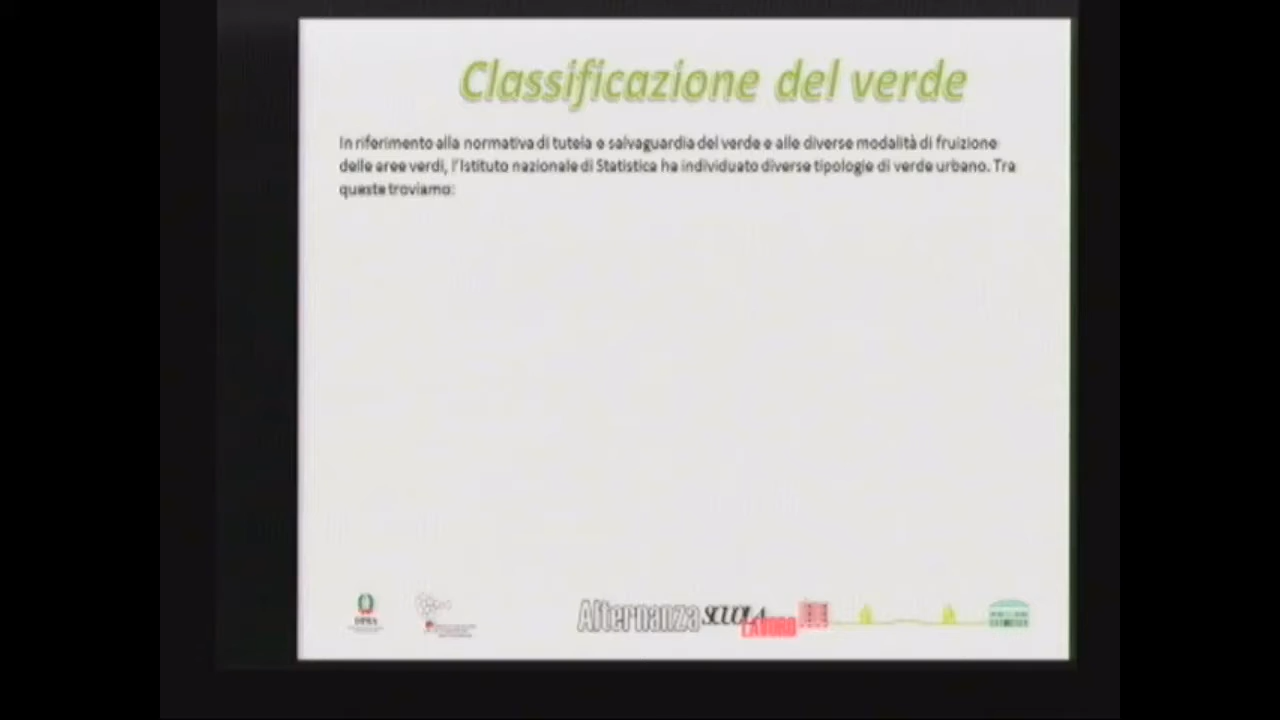 Classificazione del verde
In riferimento alla normativa di tutela e salvaguardia del verde e alle diverse modalità di fruizione
delle aree verdi, l'Istituto nazionale di Statistica ha individuato diverse tipologie di verde urbano. Tra
queste troviamo:
Alternanza SCUOLA
LAVORO